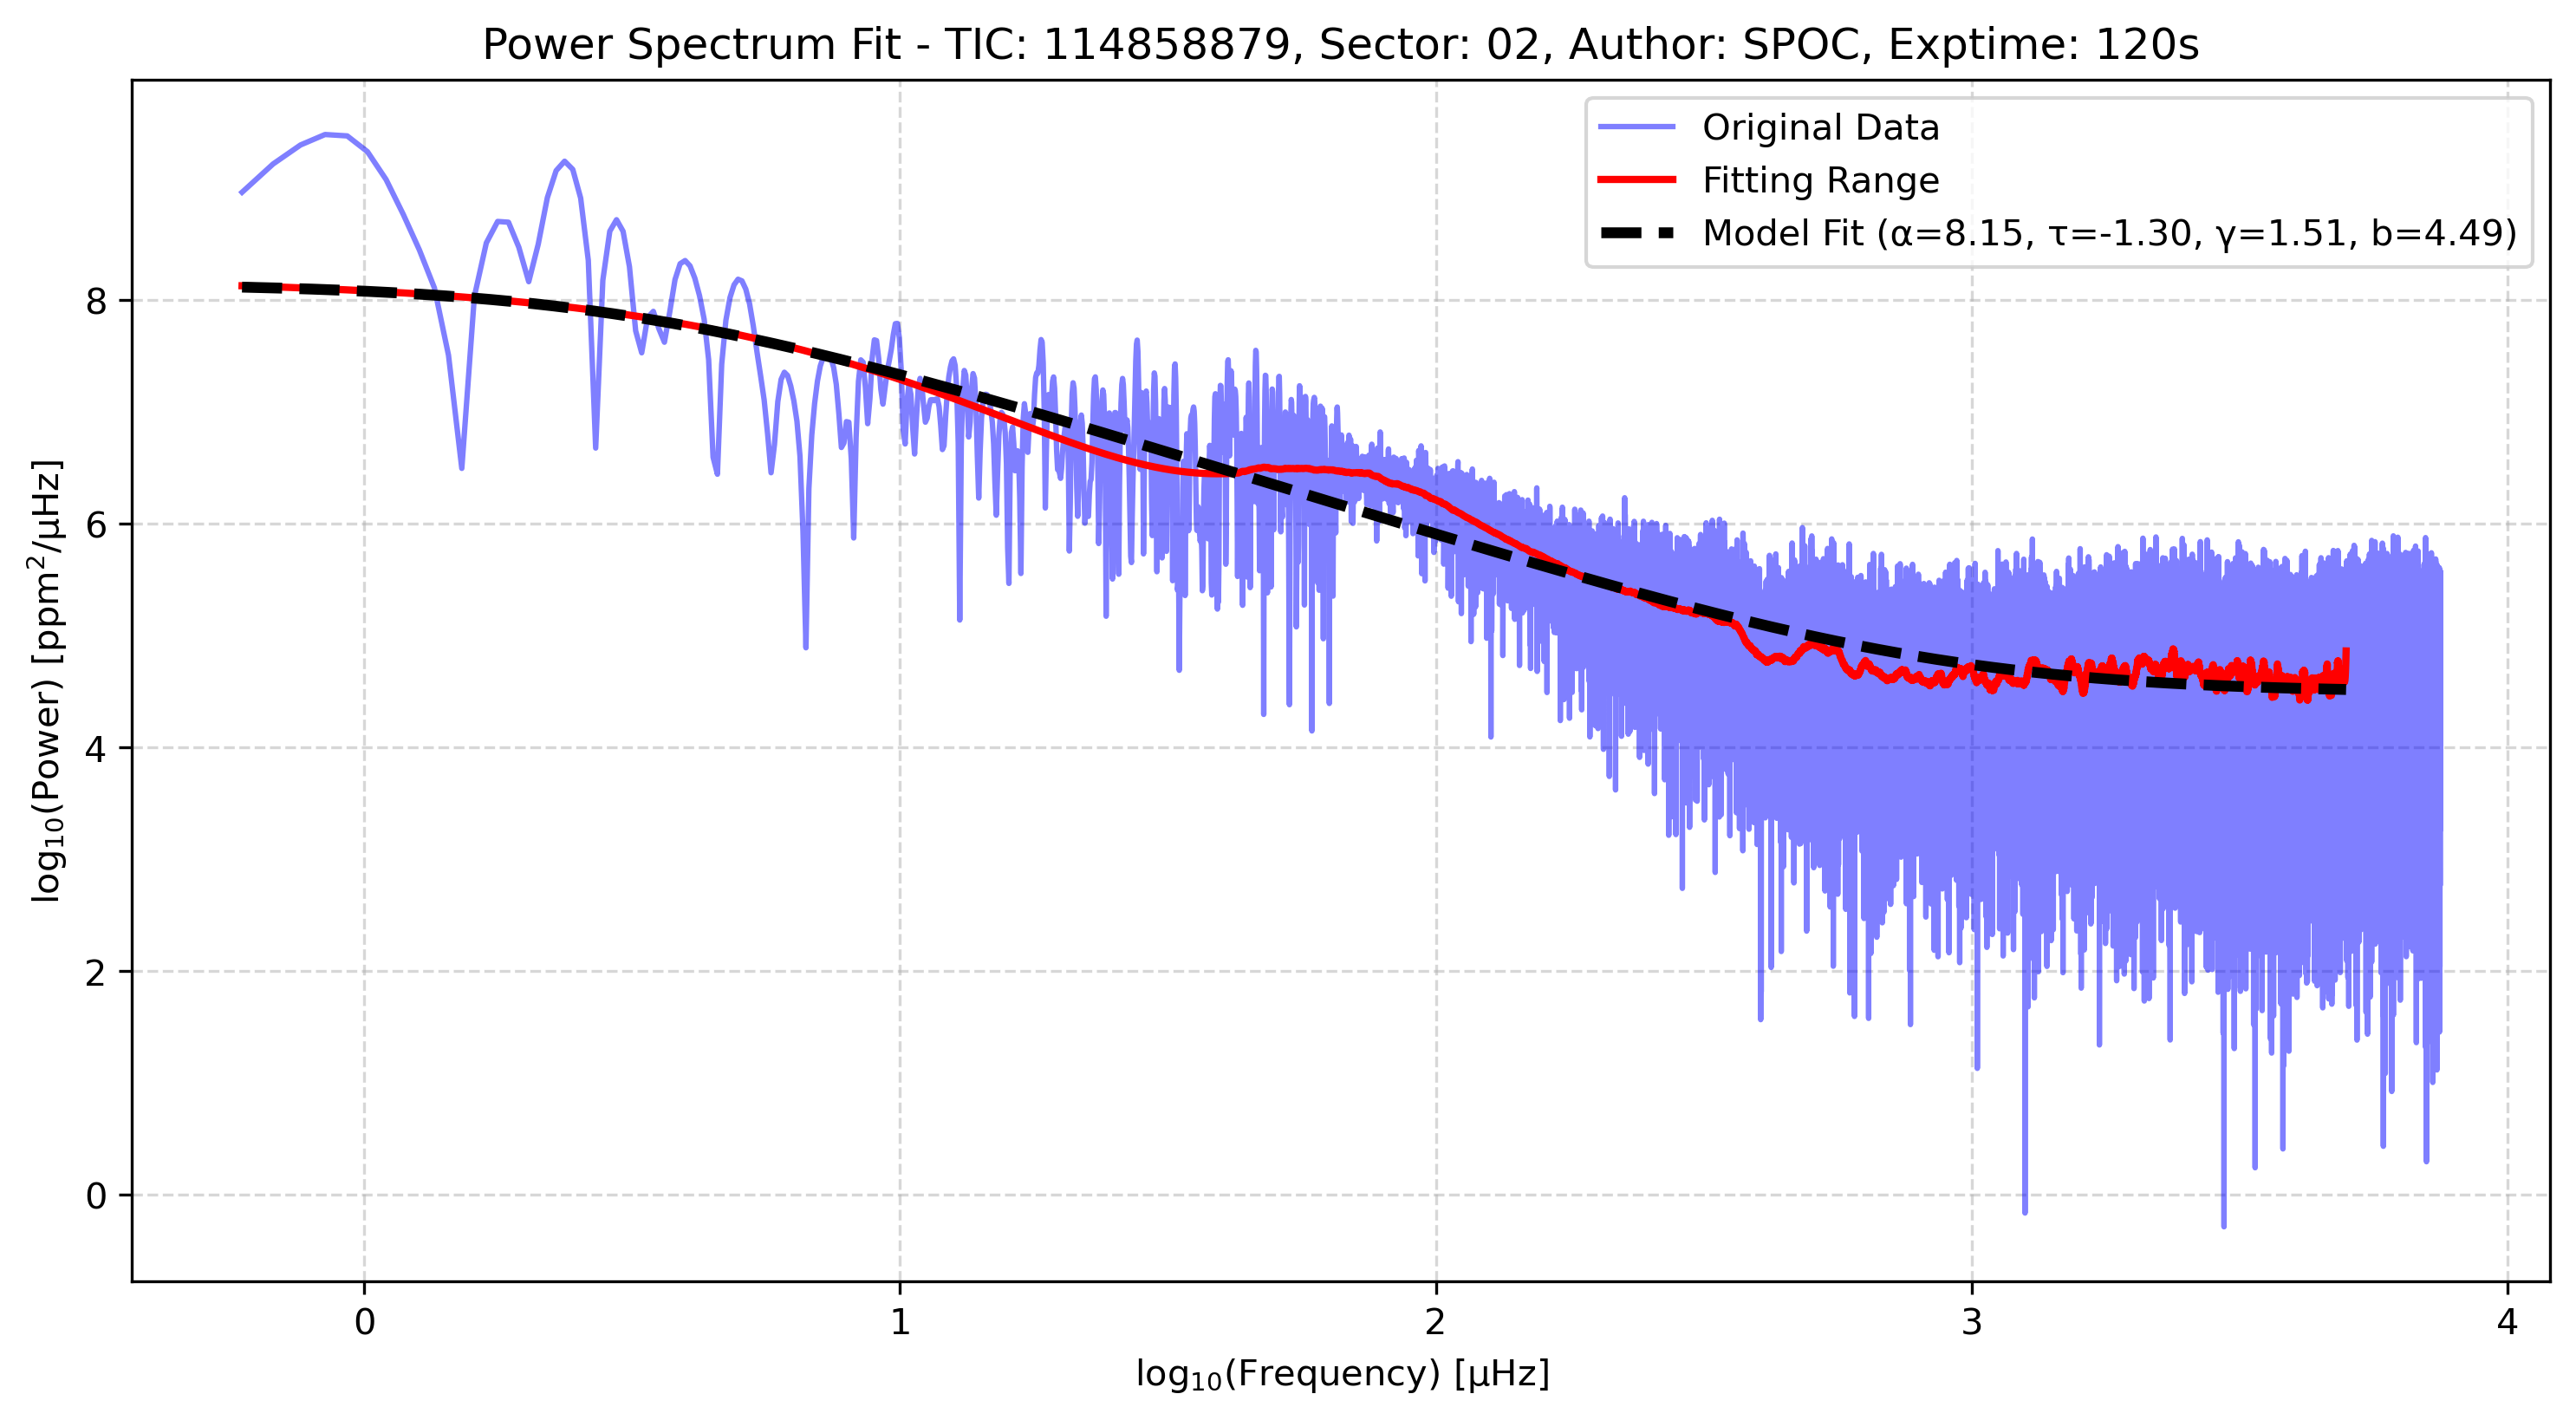 Power Spectrum Fit - TIC: 114858879, Sector: 02, Author: SPOC, Exptime: 120s
Original Data
Fitting Range
Model Fit (α=8.15, τ=-1.30, γ=1.51, b=4.49)
log₁₀(Power) [ppm²/μHz]
8
6
4
2
0
0 1 2 3 4
log₁₀(Frequency) [μHz]